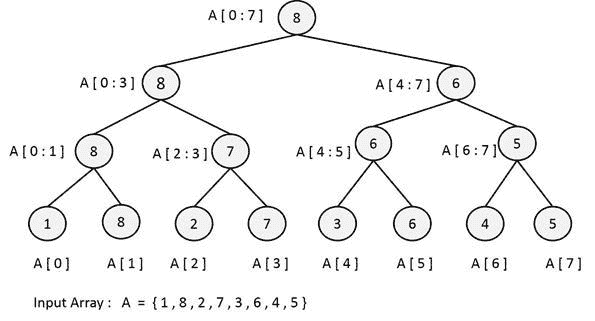 A [ 0 : 7 ] 8
A [ 0 : 3 ] 8 A [ 4 : 7 ] 6
A [ 0 : 1 ] 8 A [ 2 : 3 ] 7 A [ 4 : 5 ] 6 A [ 6 : 7 ] 5
1 8 2 7 3 6 4 5
A [ 0 ] A [ 1 ] A [ 2 ] A [ 3 ] A [ 4 ] A [ 5 ] A [ 6 ] A [ 7 ]
Input Array : A = { 1 , 8 , 2 , 7 , 3 , 6 , 4 , 5 }